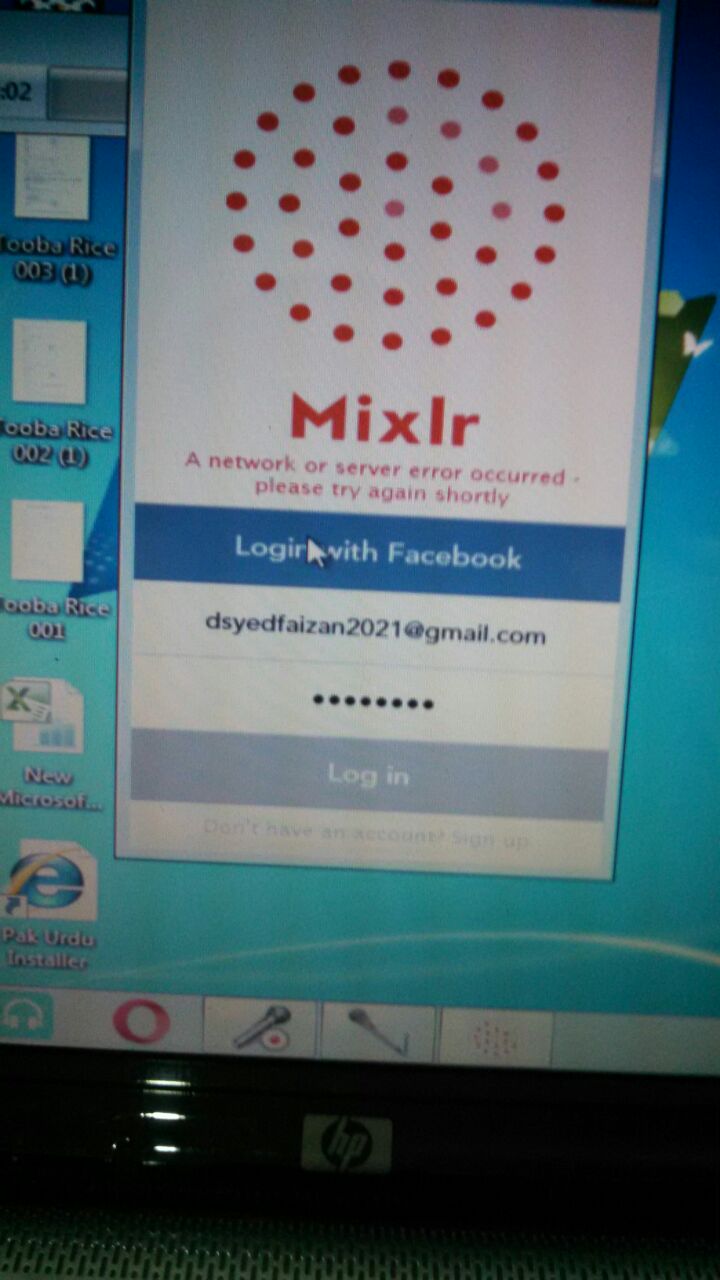 :02
Tooba Rice
003 (1)
Tooba Rice
002 (1)
Tooba Rice
001
New
Microsof...
Pak Urdu
Installer
Mixlr
A network or server error occurred -
please try again shortly
Login with Facebook
dsyedfaizan2021@gmail.com
Log in
Don't have an account? Sign up
hp